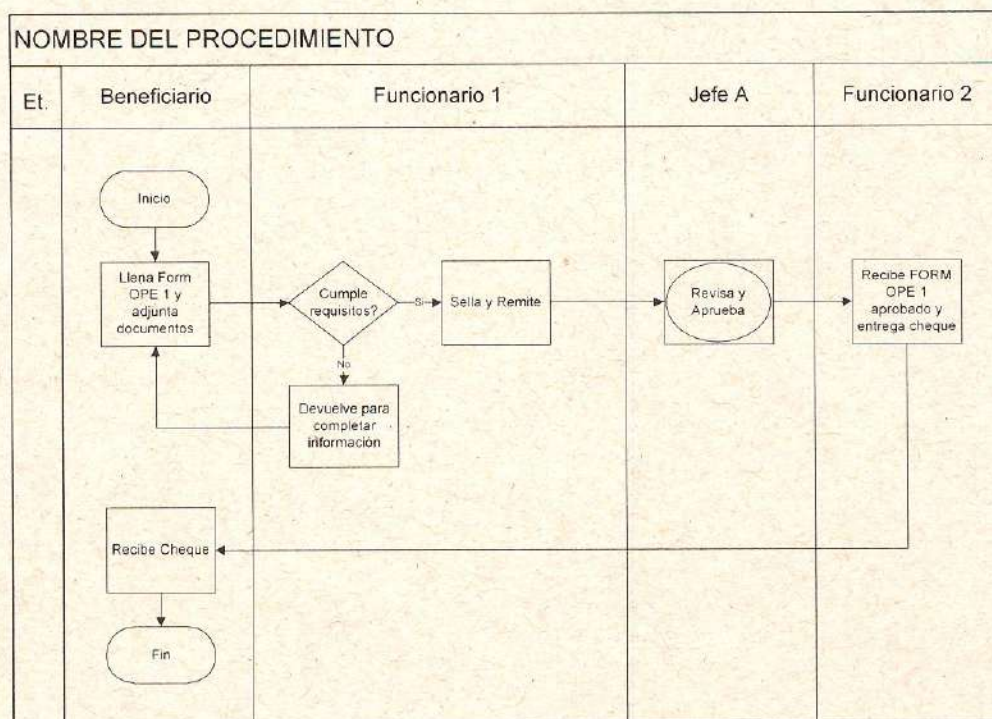 NOMBRE DEL PROCEDIMIENTO
Et.
Beneficiario
Funcionario 1
Jefe A
Funcionario 2
Inicio
Llena Form
OPE 1 y
adjunta
documentos
Cumple
requisitos?
Si
Sella y Remite
Revisa y
Aprueba
Recibe FORM
OPE 1
aprobado y
entrega cheque
No
Devuelve para
completar
información
Recibe Cheque
Fin